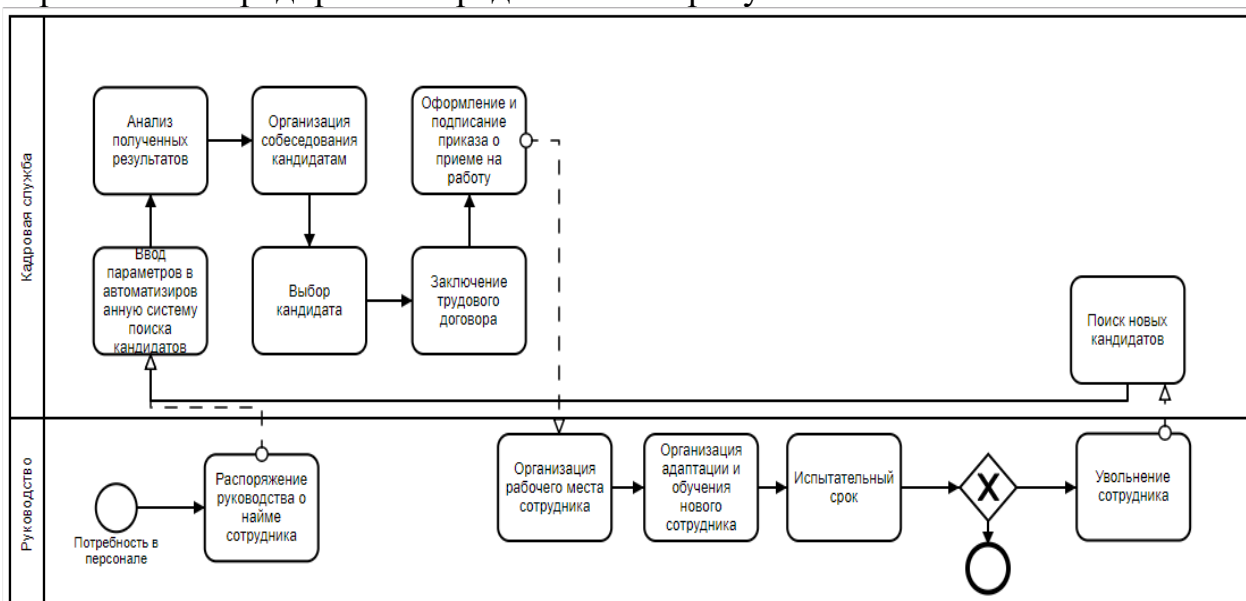 Кадровая служба
Анализ
полученных
результатов
Организация
собеседования
кандидатам
Оформление и
подписание
приказа о
приеме на
работу
Ввод
параметров в
автоматизиров
анную систему
поиска
кандидатов
Выбор
кандидата
Заключение
трудового
договора
Поиск новых
кандидатов
Руководство
Потребность в
персонале
Распоряжение
руководства о
найме
сотрудника
Организация
рабочего места
сотрудника
Организация
адаптации и
обучения
нового
сотрудника
Испытательный
срок
X
Увольнение
сотрудника